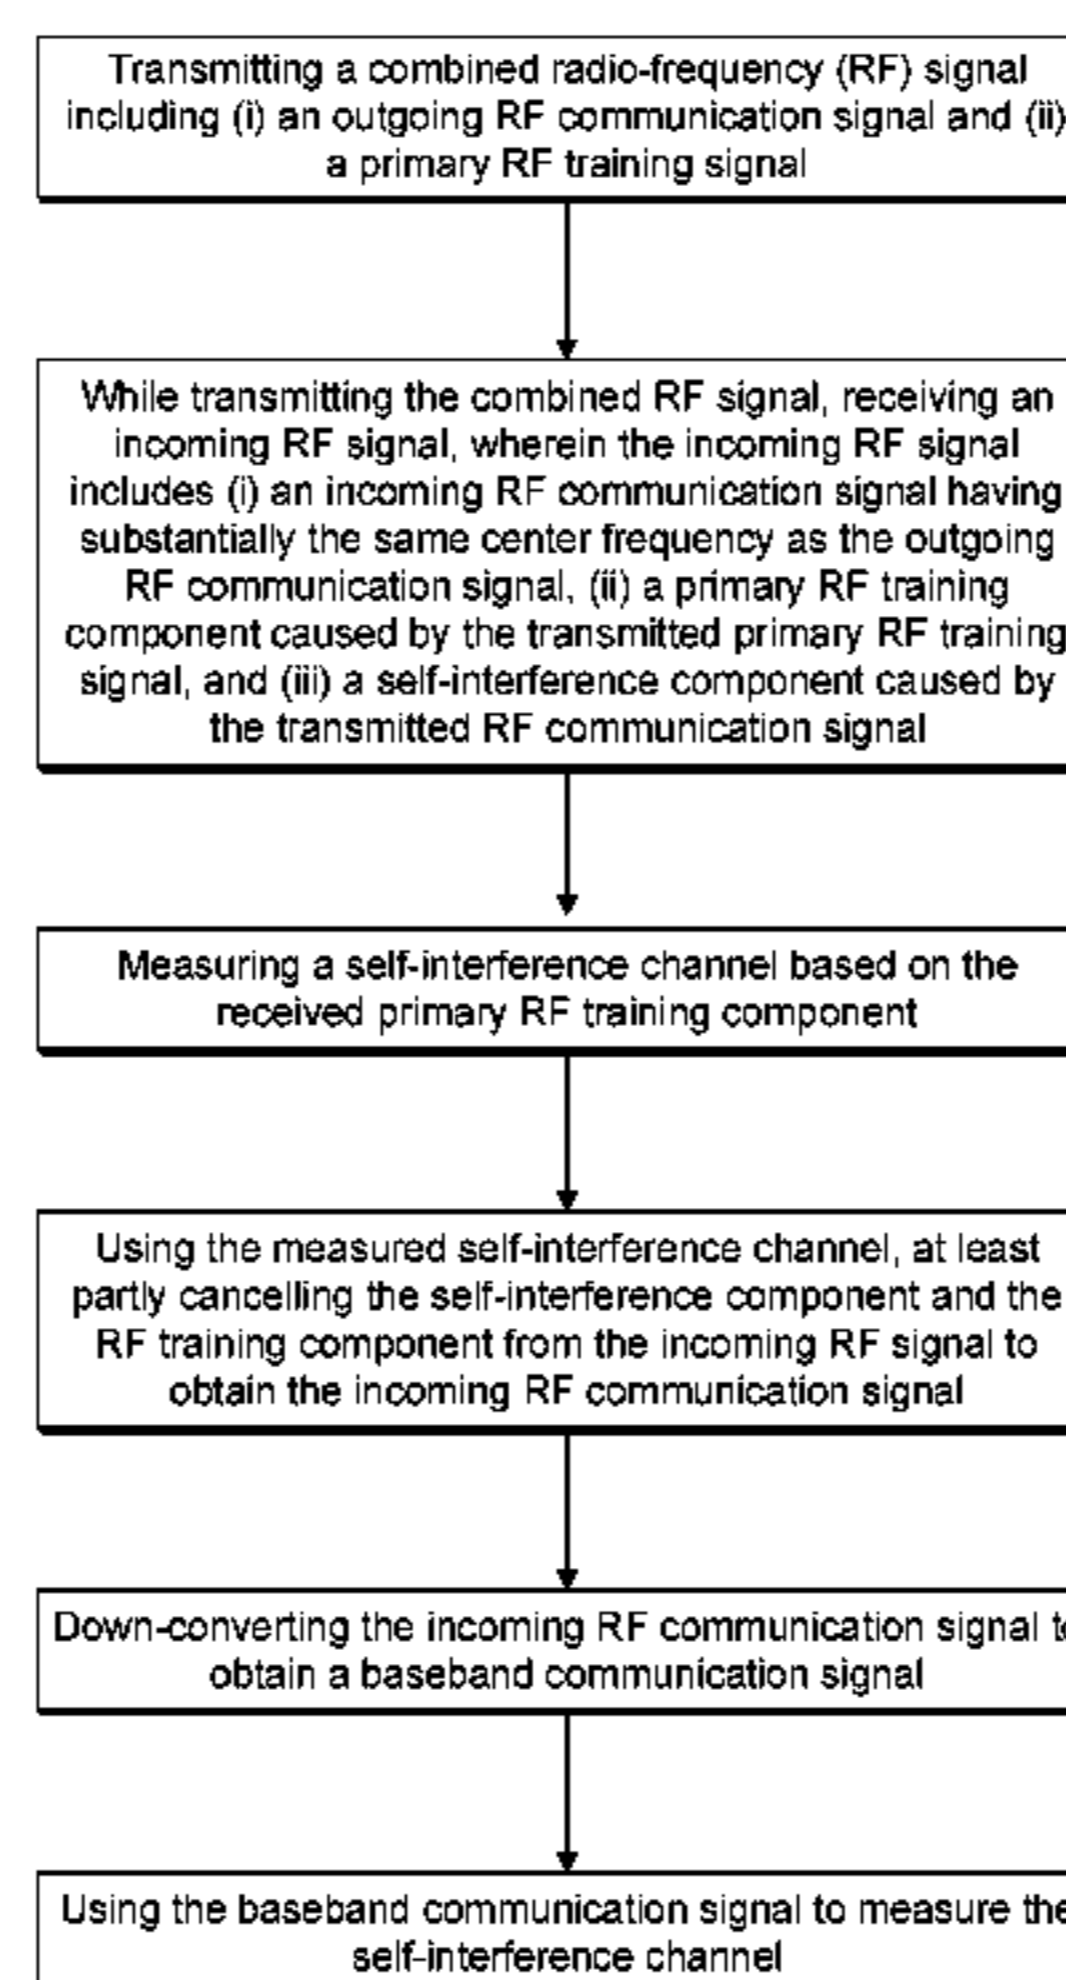 Transmitting a combined radio-frequency (RF) signal
including (i) an outgoing RF communication signal and (ii)
a primary RF training signal
While transmitting the combined RF signal, receiving an
incoming RF signal, wherein the incoming RF signal
includes (i) an incoming RF communication signal having
substantially the same center frequency as the outgoing
RF communication signal, (ii) a primary RF training
component caused by the transmitted primary RF training
signal, and (iii) a self-interference component caused by
the transmitted RF communication signal
Measuring a self-interference channel based on the
received primary RF training component
Using the measured self-interference channel, at least
partly cancelling the self-interference component and the
RF training component from the incoming RF signal to
obtain the incoming RF communication signal
Down-converting the incoming RF communication signal to
obtain a baseband communication signal
Using the baseband communication signal to measure the
self-interference channel